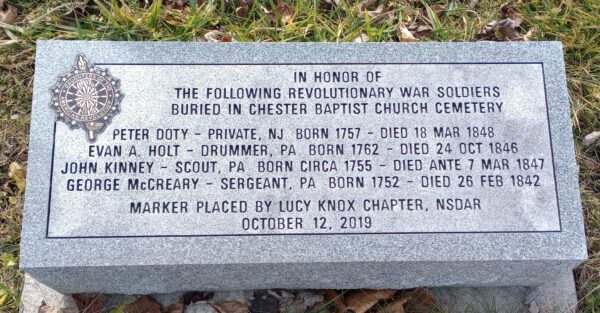 IN HONOR OF
THE FOLLOWING REVOLUTIONARY WAR SOLDIERS
BURIED IN CHESTER BAPTIST CHURCH CEMETERY
PETER DOTY – PRIVATE, NJ BORN 1757 – DIED 18 MAR 1848
EVAN A. HOLT – DRUMMER, PA BORN 1762 – DIED 24 OCT 1846
JOHN KINNEY – SCOUT, PA BORN CIRCA 1755 – DIED ANTE 7 MAR 1847
GEORGE McCREARY – SERGEANT, PA BORN 1752 – DIED 26 FEB 1842
MARKER PLACED BY LUCY KNOX CHAPTER, NSDAR
OCTOBER 12, 2019